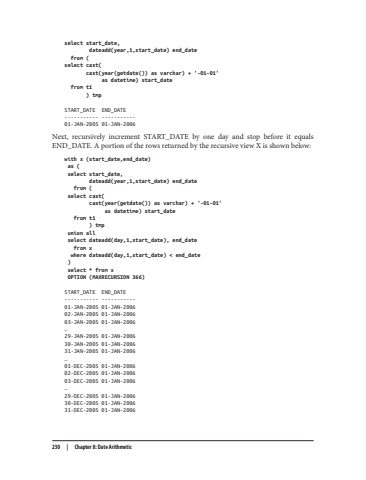 select start_date,
dateadd(year,1,start_date) end_date
from (
select cast(
cast(year(getdate()) as varchar) + '-01-01'
as datetime) start_date
from t1
) tmp
START_DATE END_DATE
----------- -----------
01-JAN-2005 01-JAN-2006
Next, recursively increment START_DATE by one day and stop before it equals
END_DATE. A portion of the rows returned by the recursive view X is shown below:
with x (start_date,end_date)
as (
select start_date,
dateadd(year,1,start_date) end_date
from (
select cast(
cast(year(getdate()) as varchar) + '-01-01'
as datetime) start_date
from t1
) tmp
union all
select dateadd(day,1,start_date), end_date
from x
where dateadd(day,1,start_date) < end_date
)
select * from x
OPTION (MAXRECURSION 366)
START_DATE END_DATE
----------- -----------
01-JAN-2005 01-JAN-2006
02-JAN-2005 01-JAN-2006
03-JAN-2005 01-JAN-2006
…
29-JAN-2005 01-JAN-2006
30-JAN-2005 01-JAN-2006
31-JAN-2005 01-JAN-2006
…
01-DEC-2005 01-JAN-2006
02-DEC-2005 01-JAN-2006
03-DEC-2005 01-JAN-2006
…
29-DEC-2005 01-JAN-2006
30-DEC-2005 01-JAN-2006
31-DEC-2005 01-JAN-2006
230 | Chapter 8: Date Arithmetic